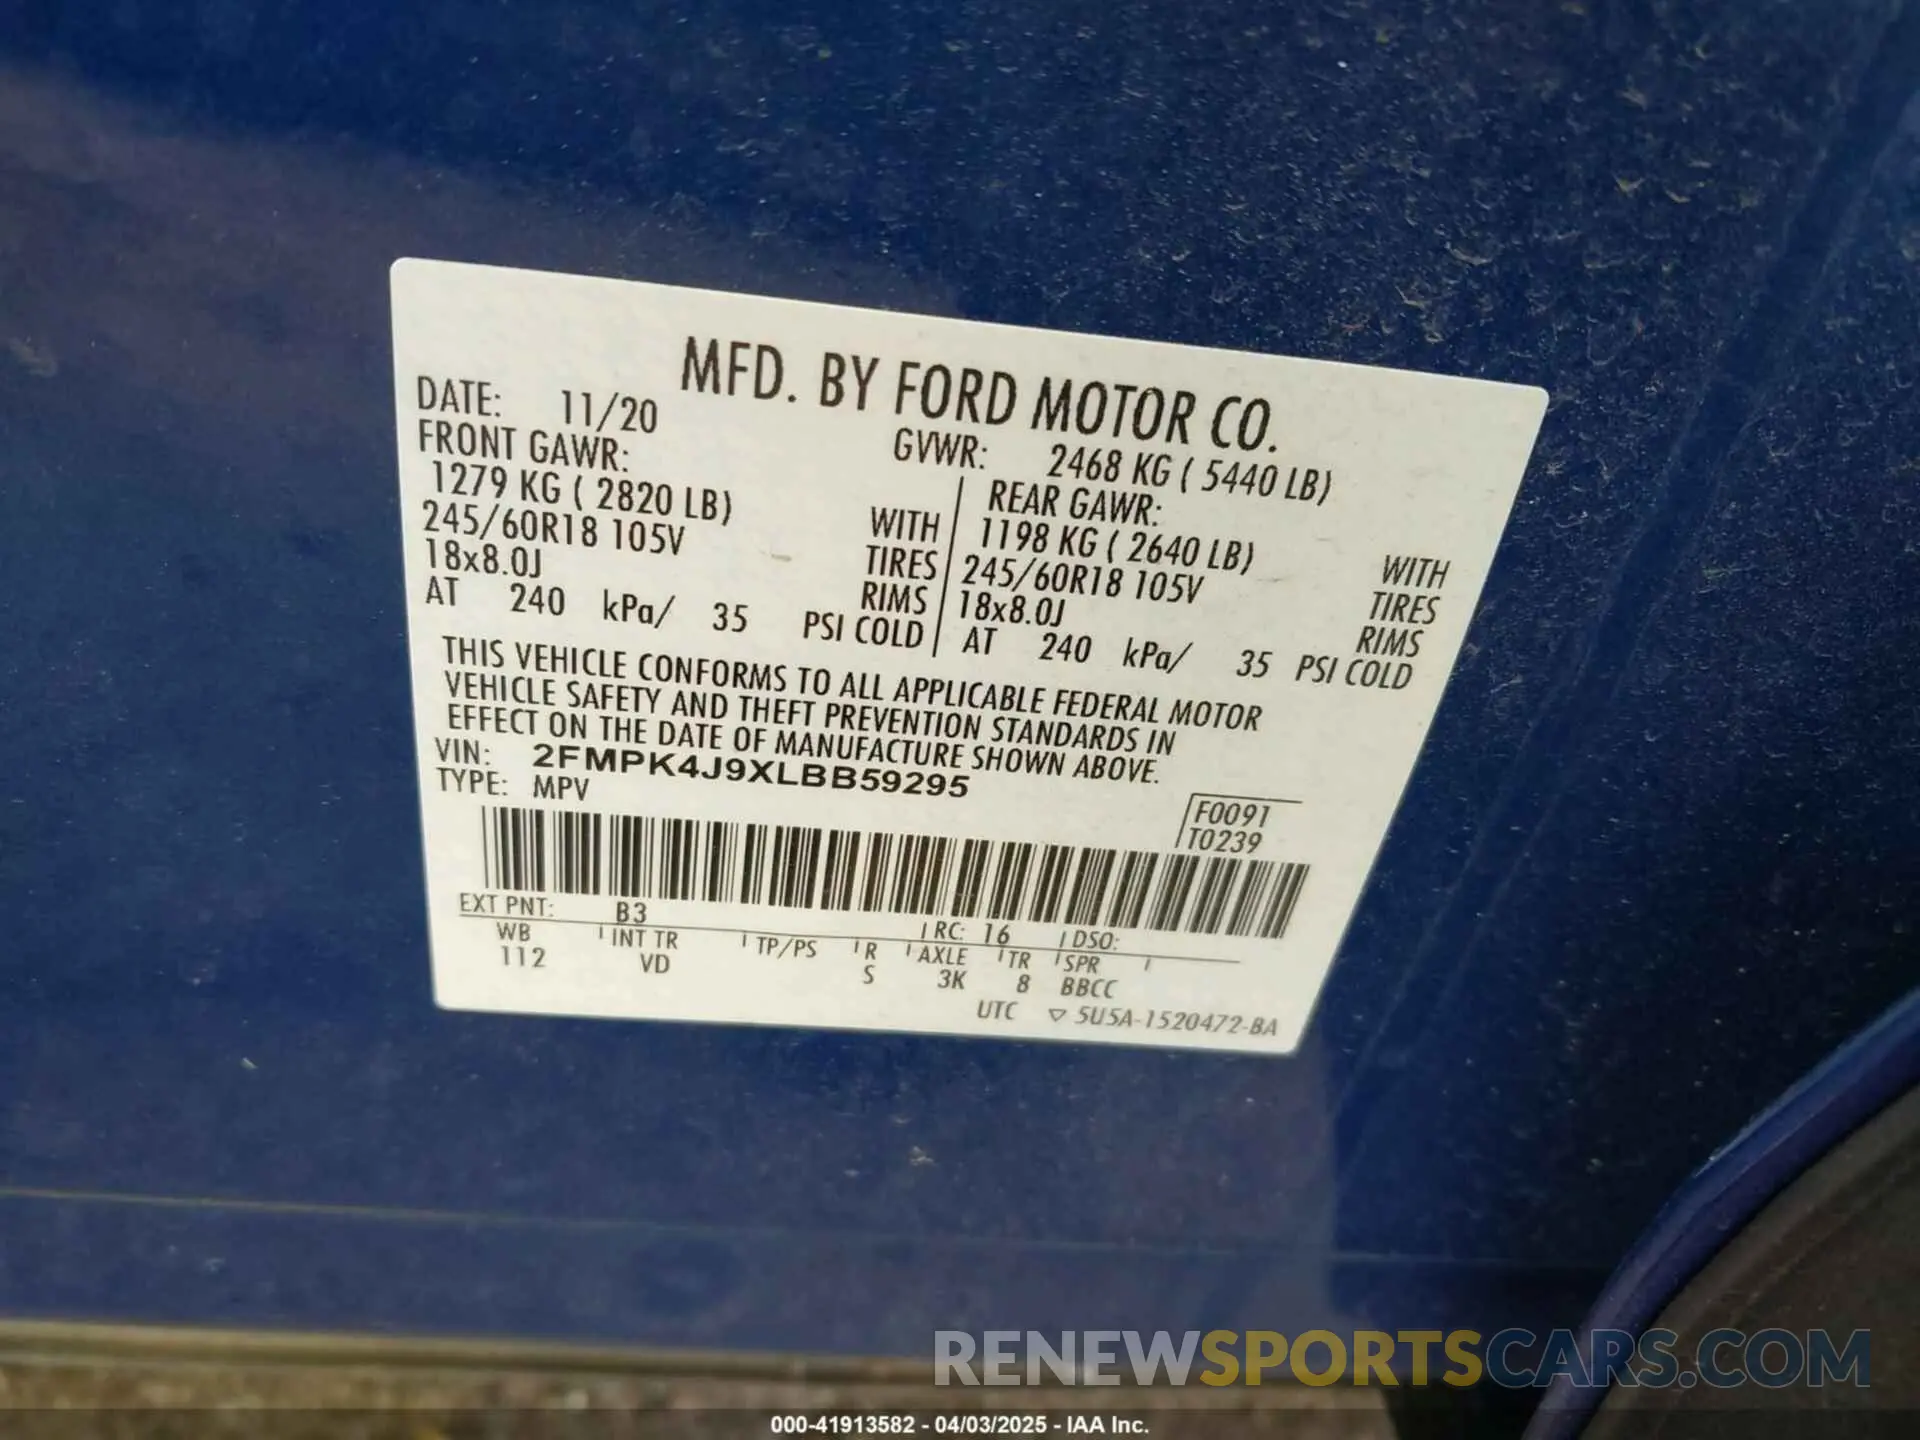 MFD. BY FORD MOTOR CO.
DATE: 11/20
GVWR: 2468 KG ( 5440 LB)
FRONT GAWR:
REAR GAWR:
1279 KG ( 2820 LB) WITH
1198 KG ( 2640 LB) WITH
245/60R18 105V TIRES
245/60R18 105V TIRES
18x8.0J RIMS
18x8.0J RIMS
AT 240 kPa/ 35 PSI COLD
AT 240 kPa/ 35 PSI COLD
THIS VEHICLE CONFORMS TO ALL APPLICABLE FEDERAL MOTOR
VEHICLE SAFETY AND THEFT PREVENTION STANDARDS IN
EFFECT ON THE DATE OF MANUFACTURE SHOWN ABOVE.
VIN: 2FMPK4J9XLBB59295
TYPE: MPV
F0091
T0239
EXT PNT: B3 RC: 16 DSO:
WB INT TR TP/PS R AXLE TR SPR
112 VD S 3K 8 BBCC
UTC ▽ 5U5A-1520472-BA
RENEWSPORTSCARS.COM
000-41913582 - 04/03/2025 - IAA Inc.